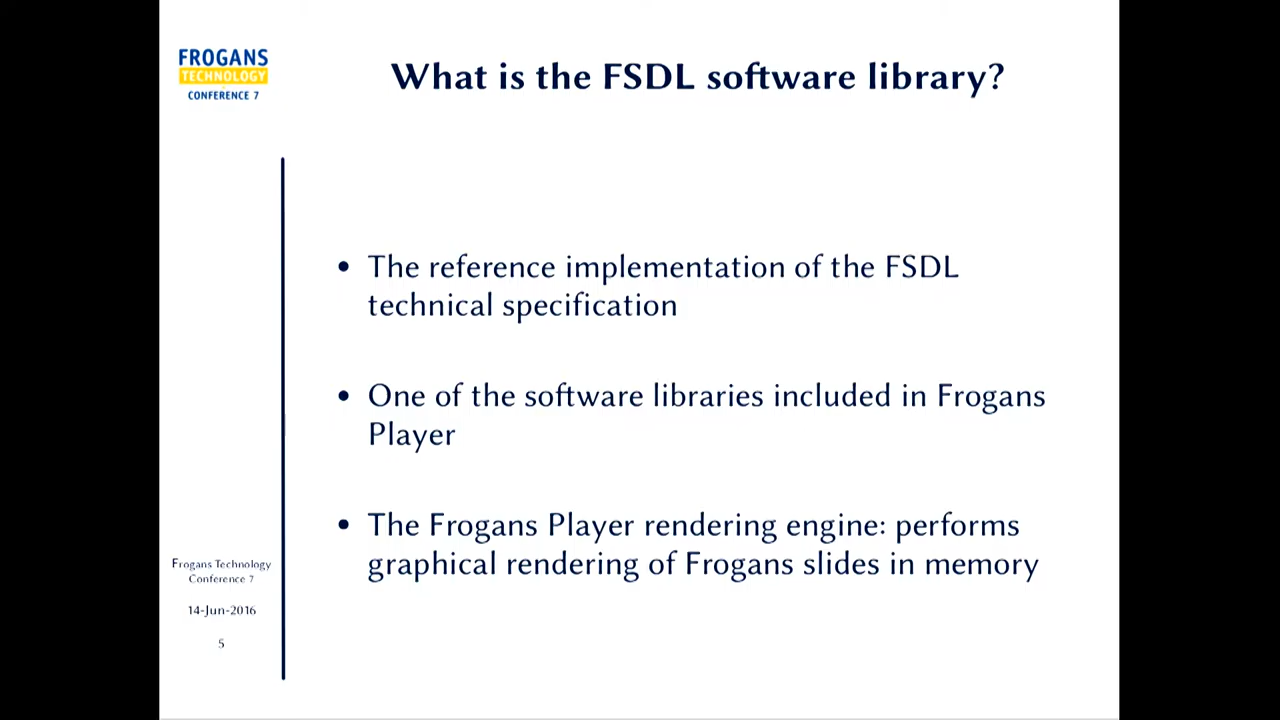 FROGANS
TECHNOLOGY
CONFERENCE 7
What is the FSDL software library?
• The reference implementation of the FSDL
technical specification
• One of the software libraries included in Frogans
Player
• The Frogans Player rendering engine: performs
graphical rendering of Frogans slides in memory
Frogans Technology
Conference 7
14-Jun-2016
5